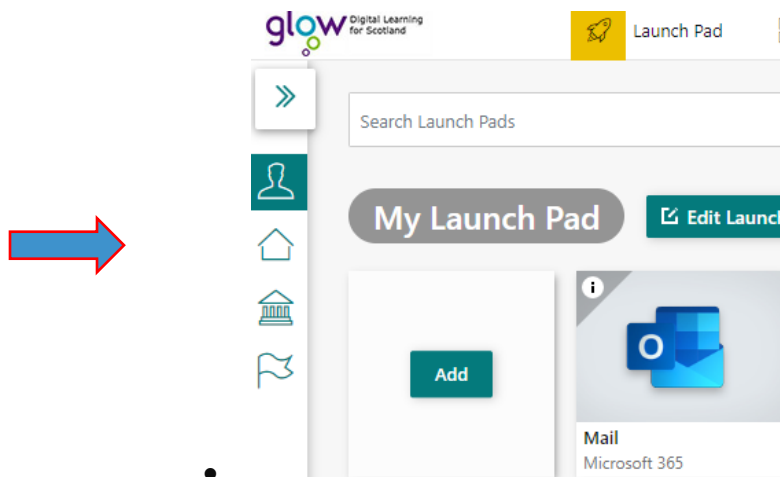 glow Digital Learning
for Scotland
Launch Pad
Search Launch Pads
My Launch Pad
Edit Launch
Add
Mail
Microsoft 365